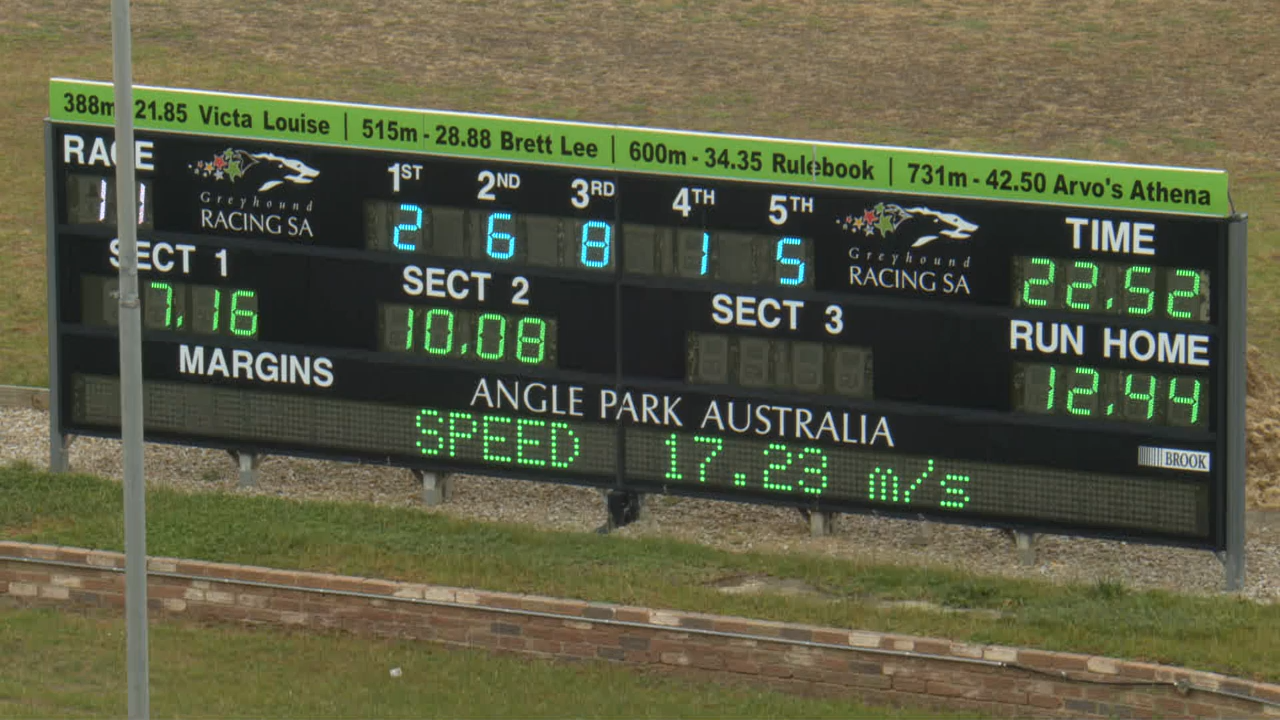 388m 21.85 Victa Louise | 515m - 28.88 Brett Lee | 600m - 34.35 Rulebook | 731m - 42.50 Arvo's Athena
RACE 1ST 2ND 3RD 4TH 5TH TIME
11 Greyhound RACING SA 2 6 8 1 5 Greyhound RACING SA 22.52
SECT 1 SECT 2 SECT 3 RUN HOME
7.16 10.08 12.44
MARGINS ANGLE PARK AUSTRALIA
SPEED 17.23 m/s BROOK